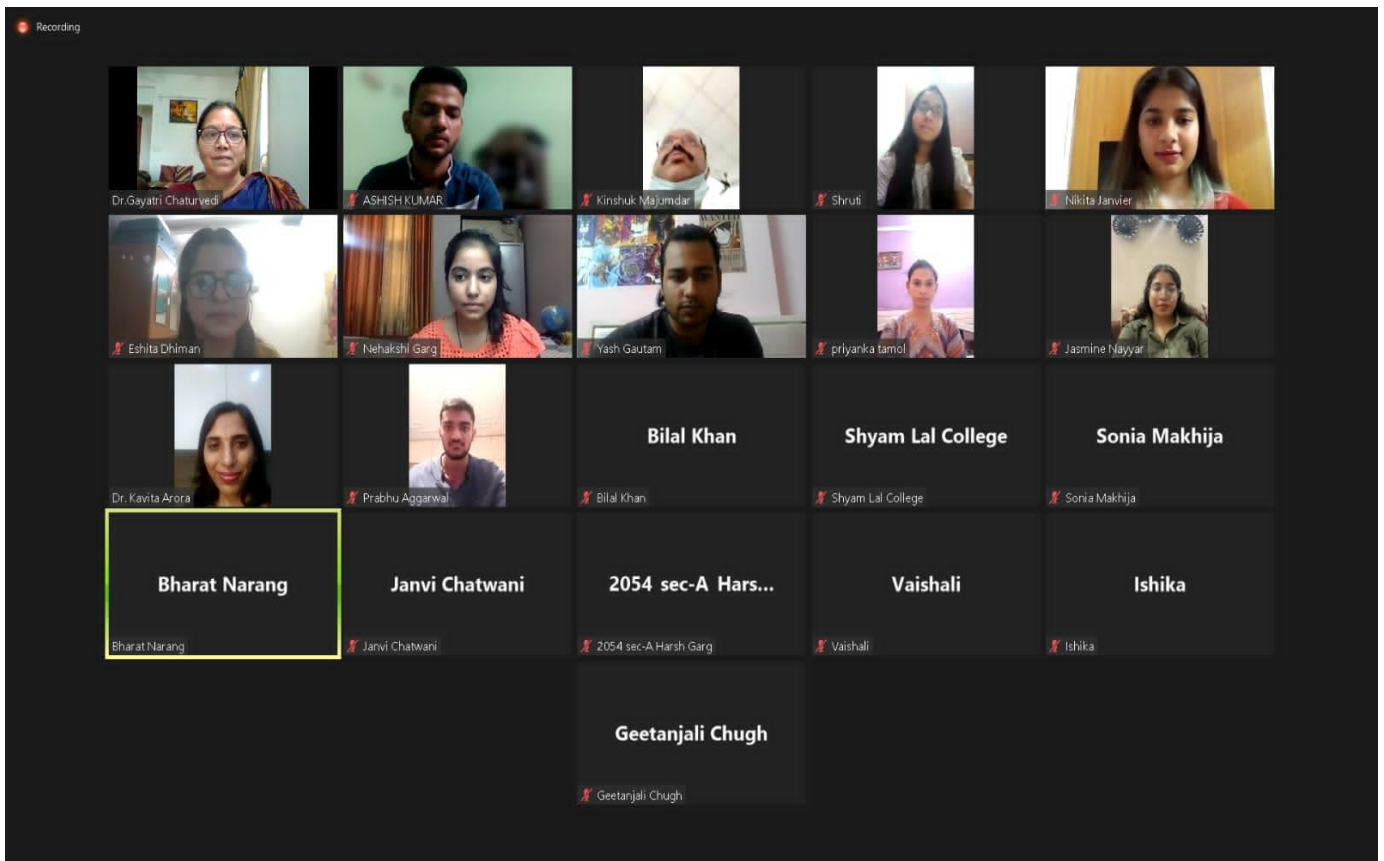 Recording
Dr.Gayatri Chaturvedi
ASHISH KUMAR
Kinshuk Majumdar
Shruti
Nikita Janvier
Eshita Dhiman
Nehakshi Garg
Yash Gautam
priyanka tamol
Jasmine Nayyar
Dr. Kavita Arora
Prabhu Aggarwal
Bilal Khan
Bilal Khan
Shyam Lal College
Shyam Lal College
Sonia Makhija
Sonia Makhija
Bharat Narang
Bharat Narang
Janvi Chatwani
Janvi Chatwani
2054 sec-A Hars...
2054 sec-A Harsh Garg
Vaishali
Vaishali
Ishika
Ishika
Geetanjali Chugh
Geetanjali Chugh